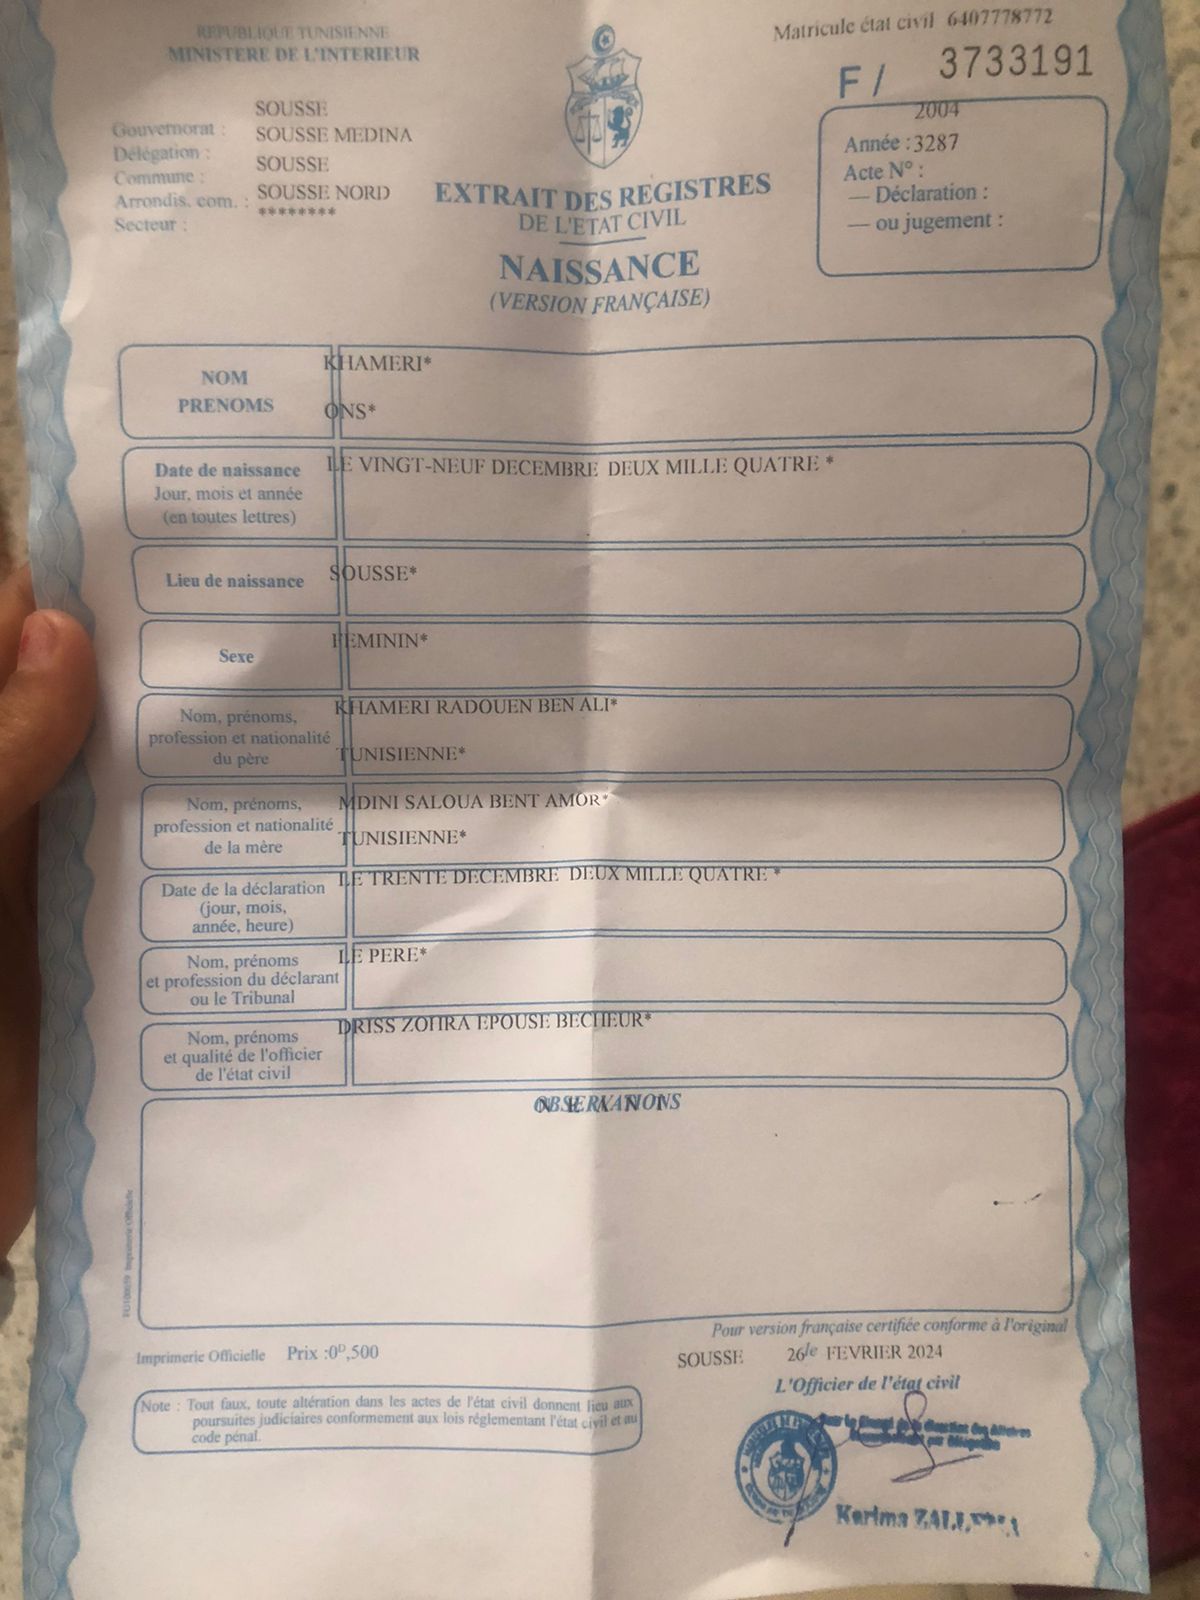 REPUBLIQUE TUNISIENNE
MINISTERE DE L'INTERIEUR
Matricule état civil 6407778772
F / 3733191
Gouvernorat : SOUSSE
Délégation : SOUSSE MEDINA
Commune : SOUSSE
Arrondis. com. : SOUSSE NORD
Secteur : ********
2004
Année : 3287
Acte N° :
— Déclaration :
— ou jugement :
EXTRAIT DES REGISTRES
DE L'ETAT CIVIL
NAISSANCE
(VERSION FRANÇAISE)
NOM KHAMERI*
PRENOMS ONS*
Date de naissance LE VINGT-NEUF DECEMBRE DEUX MILLE QUATRE *
Jour, mois et année
(en toutes lettres)
Lieu de naissance SOUSSE*
Sexe FEMININ*
Nom, prénoms, KHAMERI RADOUEN BEN ALI*
profession et nationalité
du père TUNISIENNE*
Nom, prénoms, MDINI SALOUA BENT AMOR*
profession et nationalité TUNISIENNE*
de la mère
Date de la déclaration LE TRENTE DECEMBRE DEUX MILLE QUATRE *
(jour, mois,
année, heure)
Nom, prénoms LE PERE*
et profession du déclarant
ou le Tribunal
Nom, prénoms DRISS ZOHRA EPOUSE BECHEUR*
et qualité de l'officier
de l'état civil
OBSERVATIONS
Imprimerie Officielle
Pour version française certifiée conforme à l'original
Imprimerie Officielle Prix :0ᴰ,500
SOUSSE 26 le FEVRIER 2024
L'Officier de l'état civil
Note : Tout faux, toute altération dans les actes de l'état civil donnent lieu aux
poursuites judiciaires conformement aux lois réglementant l'état civil et au
code pénal.
Karima